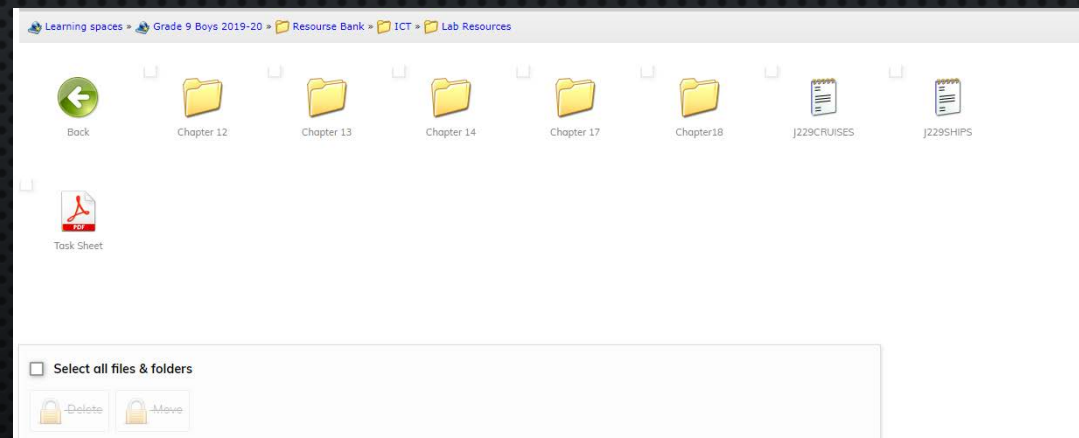 Learning spaces » Grade 9 Boys 2019-20 » Resourse Bank » ICT » Lab Resources
Back Chapter 12 Chapter 13 Chapter 14 Chapter 17 Chapter18 J229CRUISES J229SHIPS
PDF
Task Sheet
Select all files & folders
Delete Move